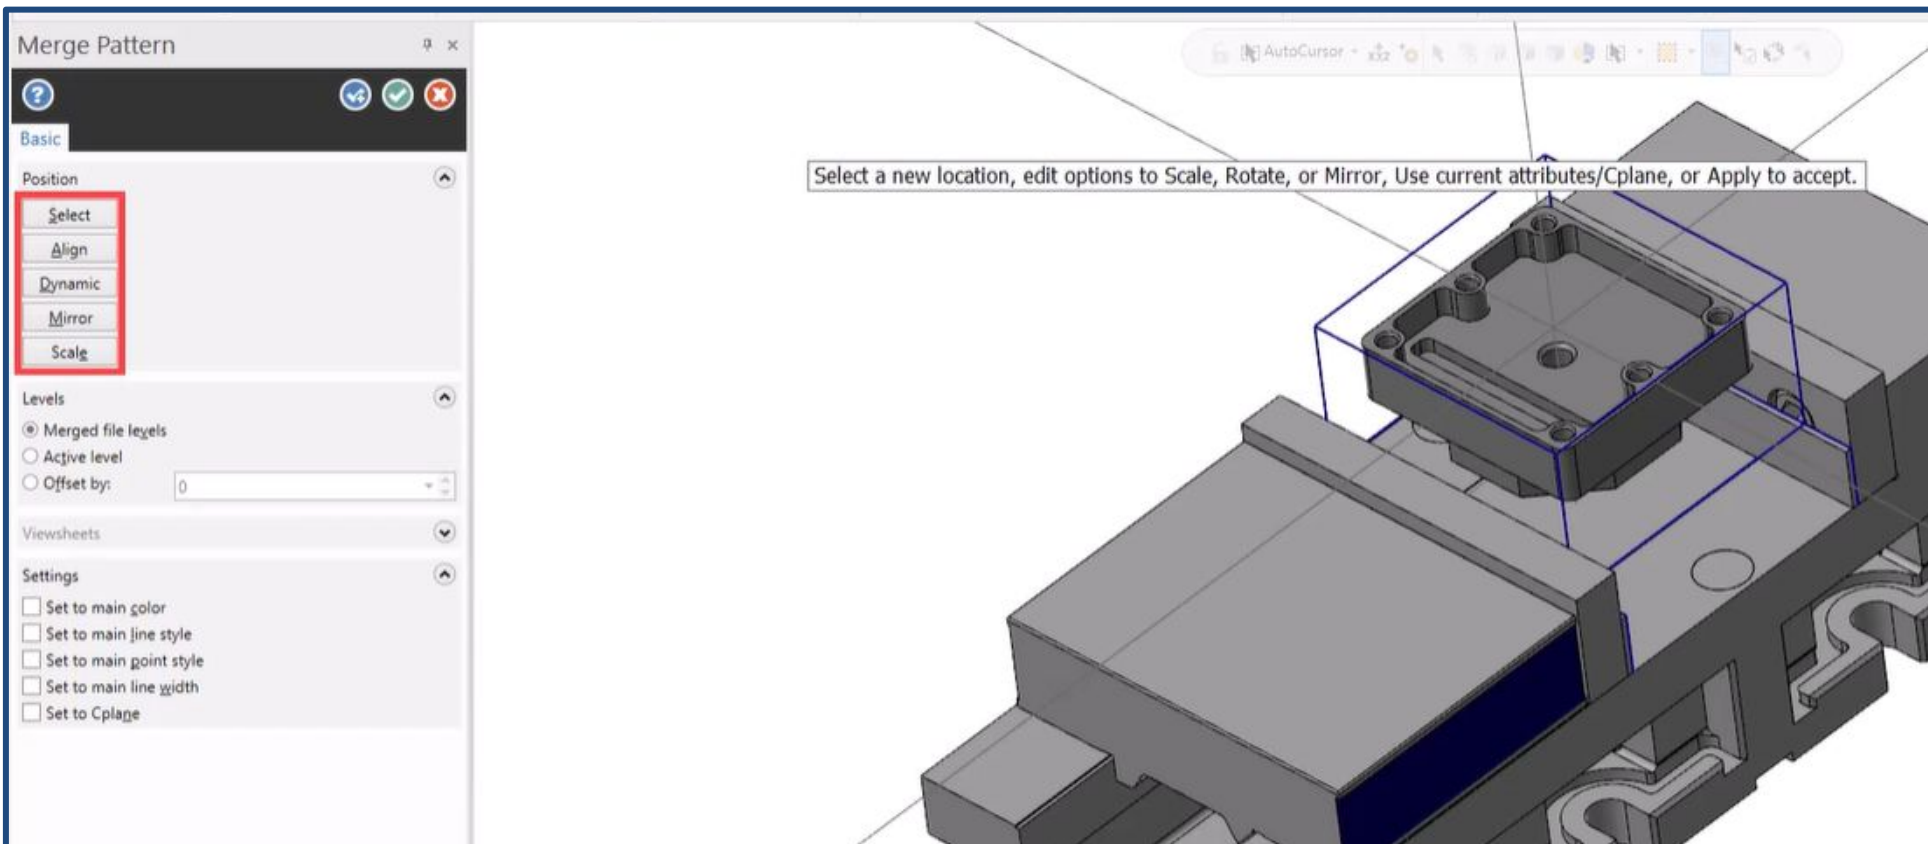 Merge Pattern
AutoCursor
Basic
Position
Select a new location, edit options to Scale, Rotate, or Mirror, Use current attributes/Cplane, or Apply to accept.
Select
Align
Dynamic
Mirror
Scale
Levels
Merged file levels
Active level
Offset by:
0
Viewsheets
Settings
Set to main color
Set to main line style
Set to main point style
Set to main line width
Set to Cplane